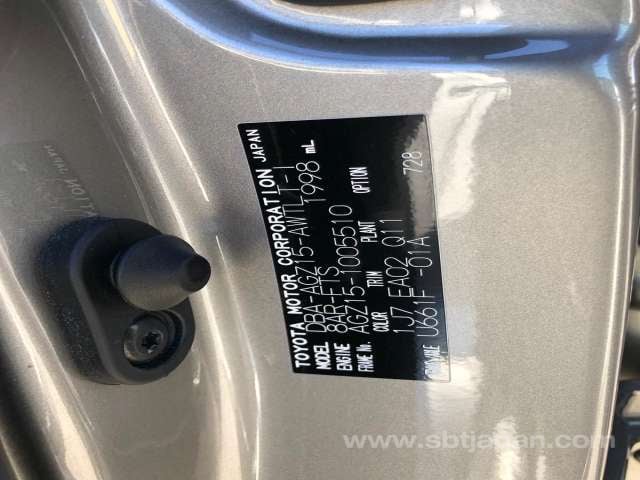 TOYOTA MOTOR CORPORATION JAPAN
MODEL DBA-AGZ15-AWTLT-1
ENGINE 8AR-FTS 1998 mL
FRAME No. AGZ15-1005510
COLOR TRIM PLANT OPTION
1J7 EA02 Q11 728
U661F -01A
www.sbtjapan.com